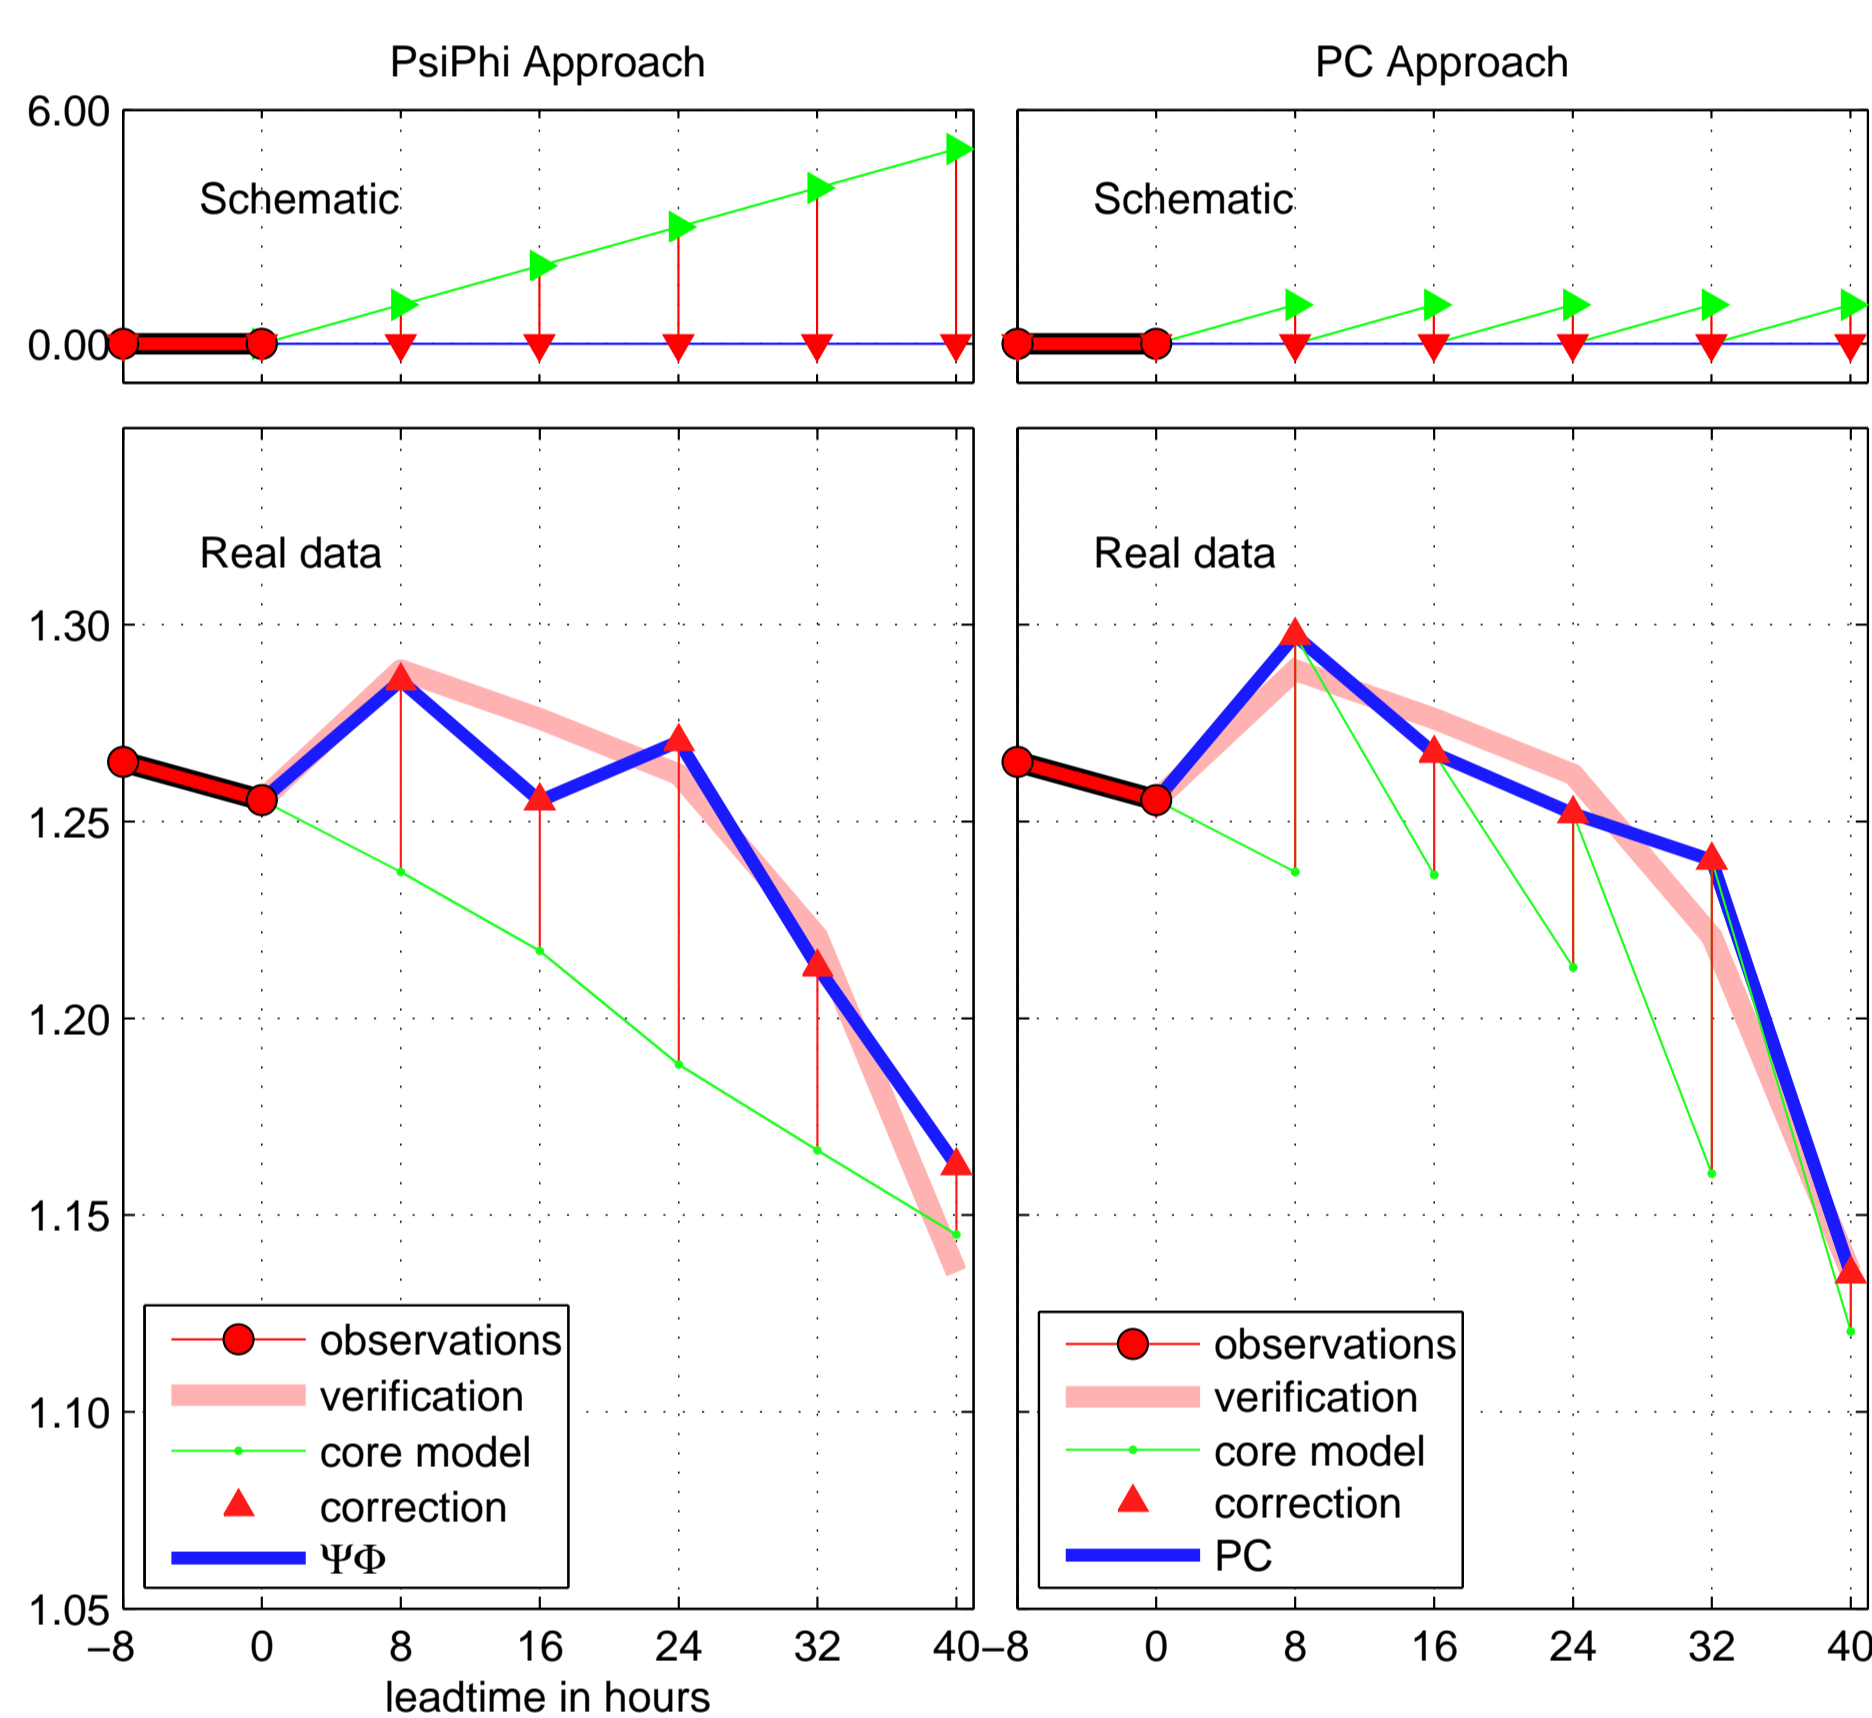 PsiPhi Approach
PC Approach
6.00
0.00
Schematic
Schematic
Real data
Real data
1.30
1.25
1.20
1.15
1.10
1.05
observations
verification
core model
correction
ΨΦ
observations
verification
core model
correction
PC
−8 0 8 16 24 32 40
−8 0 8 16 24 32 40
leadtime in hours